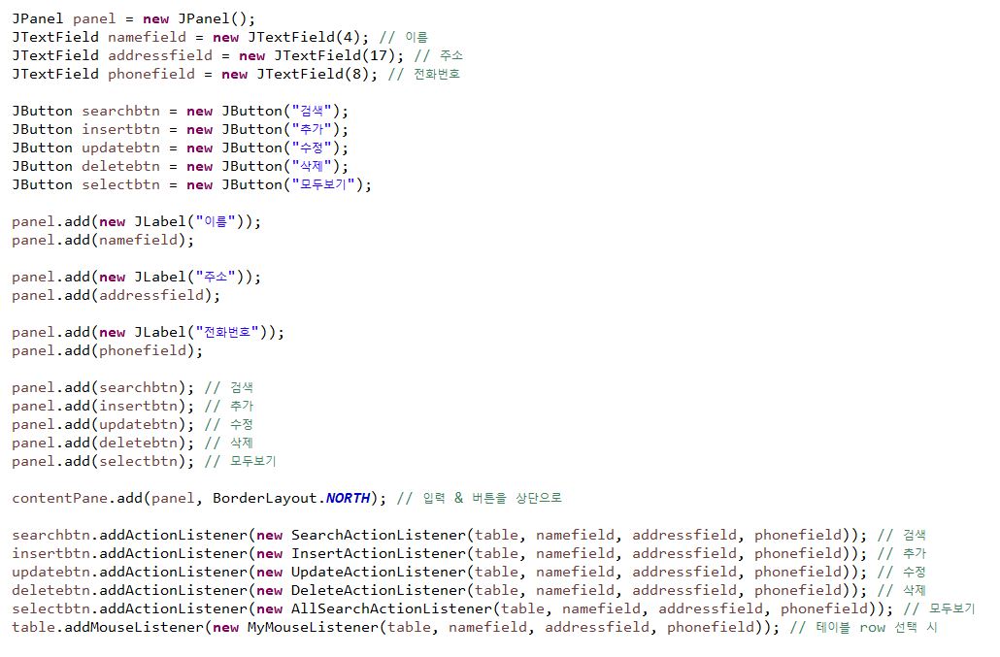 JPanel panel = new JPanel();
JTextField namefield = new JTextField(4); // 이름
JTextField addressfield = new JTextField(17); // 주소
JTextField phonefield = new JTextField(8); // 전화번호
JButton searchbtn = new JButton("검색");
JButton insertbtn = new JButton("추가");
JButton updatebtn = new JButton("수정");
JButton deletebtn = new JButton("삭제");
JButton selectbtn = new JButton("모두보기");
panel.add(new JLabel("이름"));
panel.add(namefield);
panel.add(new JLabel("주소"));
panel.add(addressfield);
panel.add(new JLabel("전화번호"));
panel.add(phonefield);
panel.add(searchbtn); // 검색
panel.add(insertbtn); // 추가
panel.add(updatebtn); // 수정
panel.add(deletebtn); // 삭제
panel.add(selectbtn); // 모두보기
contentPane.add(panel, BorderLayout.NORTH); // 입력 & 버튼을 상단으로
searchbtn.addActionListener(new SearchActionListener(table, namefield, addressfield, phonefield)); // 검색
insertbtn.addActionListener(new InsertActionListener(table, namefield, addressfield, phonefield)); // 추가
updatebtn.addActionListener(new UpdateActionListener(table, namefield, addressfield, phonefield)); // 수정
deletebtn.addActionListener(new DeleteActionListener(table, namefield, addressfield, phonefield)); // 삭제
selectbtn.addActionListener(new AllSearchActionListener(table, namefield, addressfield, phonefield)); // 모두보기
table.addMouseListener(new MyMouseListener(table, namefield, addressfield, phonefield)); // 테이블 row 선택 시